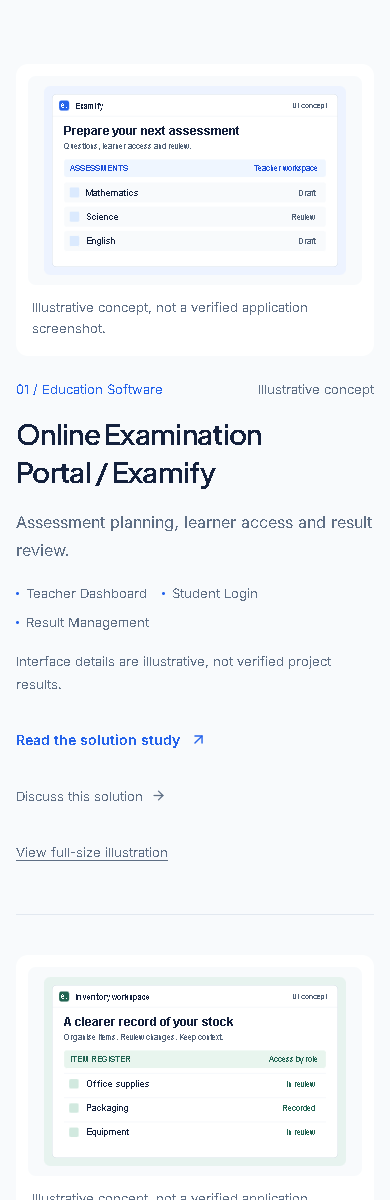 e.
Examify
UI concept
Prepare your next assessment
Questions, learner access and review.
ASSESSMENTS
Teacher workspace
Mathematics
Draft
Science
Review
English
Draft
Illustrative concept, not a verified application
screenshot.
01 / Education Software
Illustrative concept
Online Examination
Portal / Examify
Assessment planning, learner access and result
review.
• Teacher Dashboard • Student Login
• Result Management
Interface details are illustrative, not verified project
results.
Read the solution study ↗
Discuss this solution →
View full-size illustration
e.
Inventory workspace
UI concept
A clearer record of your stock
Organise items. Review changes. Keep context.
ITEM REGISTER
Access by role
Office supplies
In review
Packaging
Recorded
Equipment
In review
Illustrative concept, not a verified application